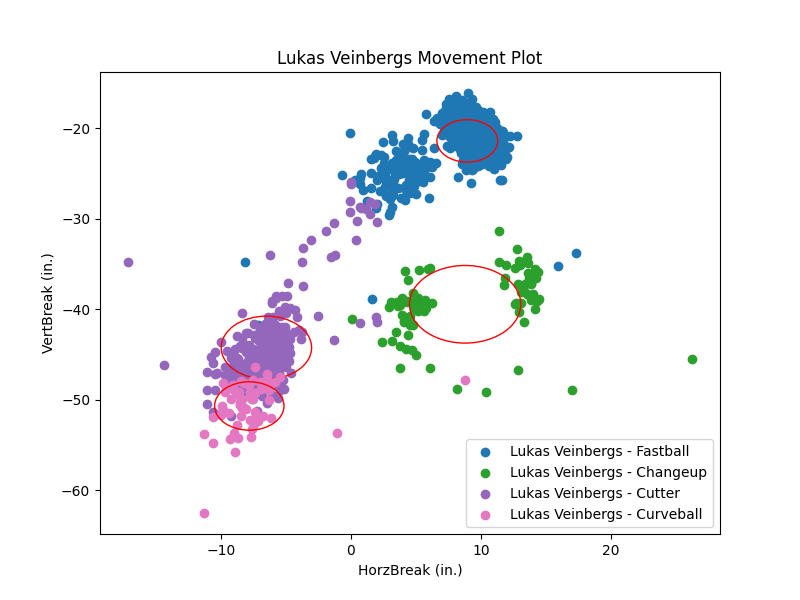 Lukas Veinbergs Movement Plot
VertBreak (in.)
−20
−30
−40
−50
−60
−10
0
10
20
HorzBreak (in.)
Lukas Veinbergs - Fastball
Lukas Veinbergs - Changeup
Lukas Veinbergs - Cutter
Lukas Veinbergs - Curveball